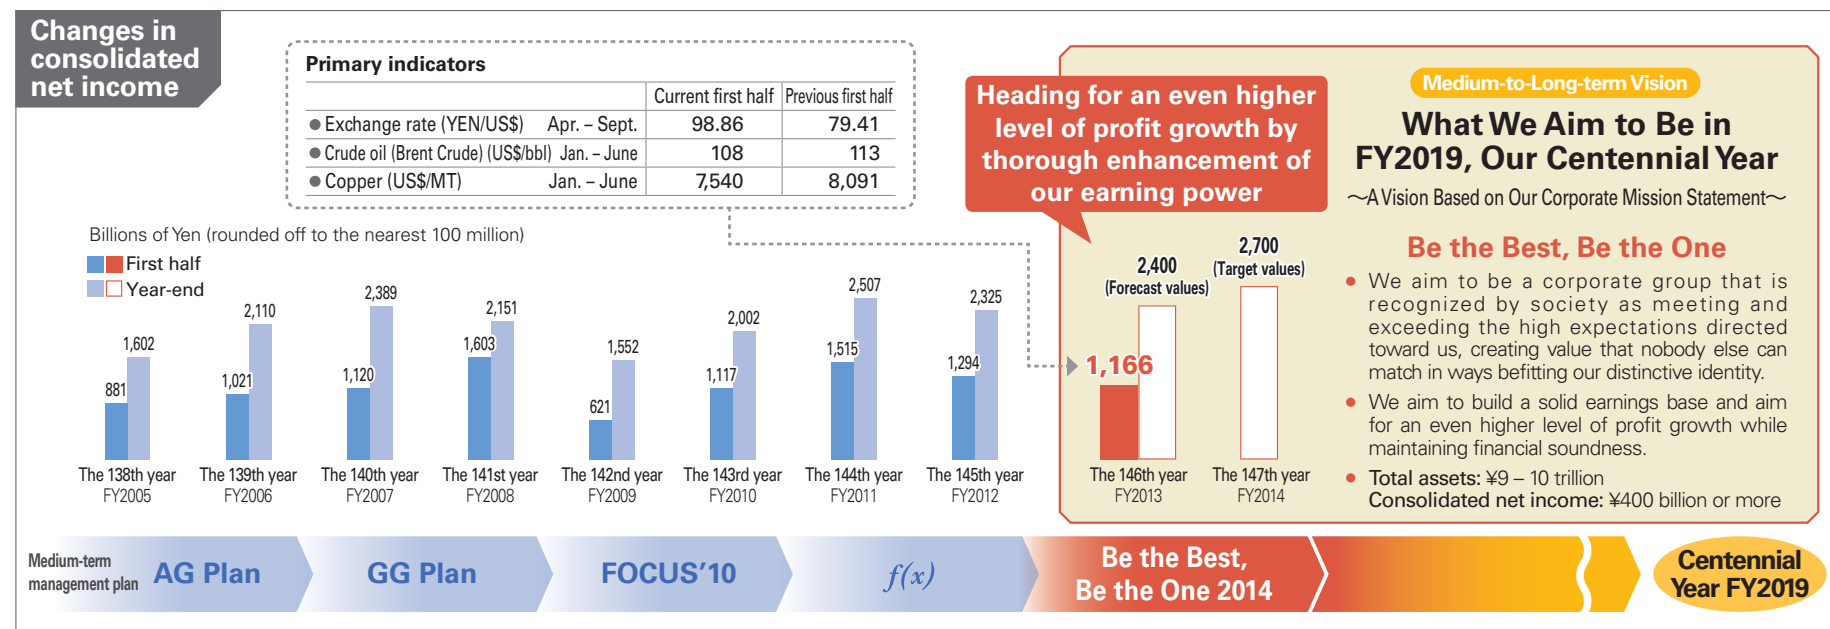 Changes in
consolidated
net income
Primary indicators
Current first half Previous first half
● Exchange rate (YEN/US$) Apr. – Sept. 98.86 79.41
● Crude oil (Brent Crude) (US$/bbl) Jan. – June 108 113
● Copper (US$/MT) Jan. – June 7,540 8,091
Billions of Yen (rounded off to the nearest 100 million)
First half
Year-end
881 1,602
1,021 2,110
1,120 2,389
1,603 2,151
621 1,552
1,117 2,002
1,515 2,507
1,294 2,325
The 138th year The 139th year The 140th year The 141st year The 142nd year The 143rd year The 144th year The 145th year
FY2005 FY2006 FY2007 FY2008 FY2009 FY2010 FY2011 FY2012
Heading for an even higher
level of profit growth by
thorough enhancement of
our earning power
2,400
(Forecast values)
2,700
(Target values)
1,166
The 146th year The 147th year
FY2013 FY2014
Medium-to-Long-term Vision
What We Aim to Be in
FY2019, Our Centennial Year
〜A Vision Based on Our Corporate Mission Statement〜
Be the Best, Be the One
● We aim to be a corporate group that is
recognized by society as meeting and
exceeding the high expectations directed
toward us, creating value that nobody else can
match in ways befitting our distinctive identity.
● We aim to build a solid earnings base and aim
for an even higher level of profit growth while
maintaining financial soundness.
● Total assets: ¥9 – 10 trillion
Consolidated net income: ¥400 billion or more
Medium-term
management plan
AG Plan
GG Plan
FOCUS'10
f(x)
Be the Best,
Be the One 2014
Centennial
Year FY2019